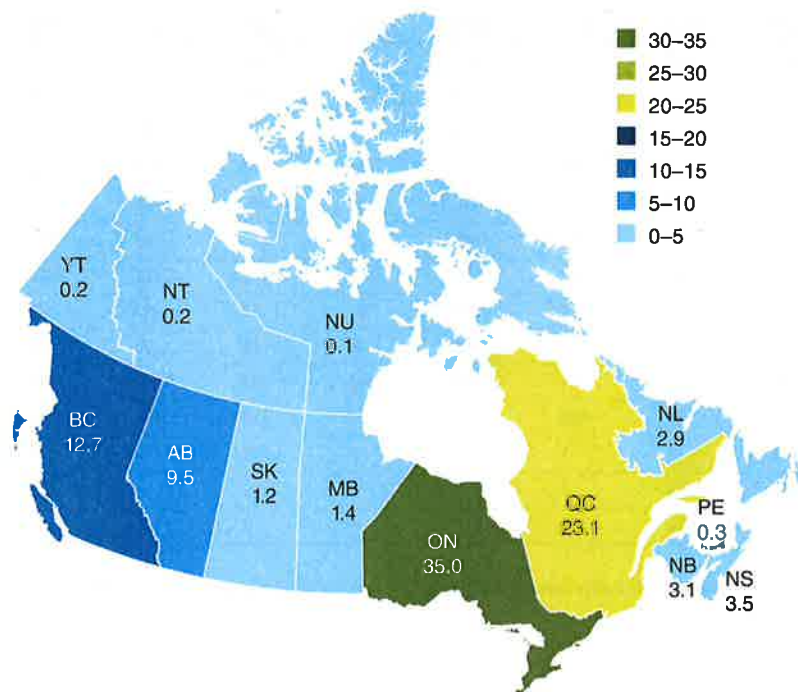 30–35
25–30
20–25
15–20
10–15
5–10
0–5
YT
0.2
NT
0.2
NU
0.1
BC
12.7
AB
9.5
SK
1.2
MB
1.4
ON
35.0
QC
23.1
NL
2.9
PE
0.3
NB
3.1
NS
3.5